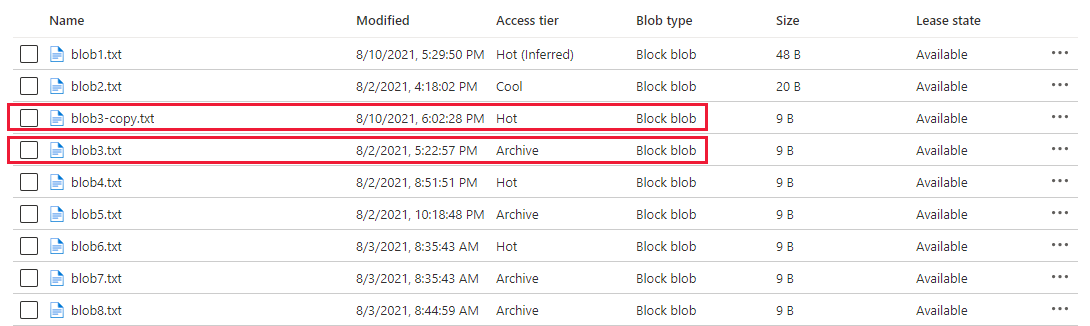 Name Modified Access tier Blob type Size Lease state
blob1.txt 8/10/2021, 5:29:50 PM Hot (Inferred) Block blob 48 B Available
blob2.txt 8/2/2021, 4:18:02 PM Cool Block blob 20 B Available
blob3-copy.txt 8/10/2021, 6:02:28 PM Hot Block blob 9 B Available
blob3.txt 8/2/2021, 5:22:57 PM Archive Block blob 9 B Available
blob4.txt 8/2/2021, 8:51:51 PM Hot Block blob 9 B Available
blob5.txt 8/2/2021, 10:18:48 PM Archive Block blob 9 B Available
blob6.txt 8/3/2021, 8:35:43 AM Hot Block blob 9 B Available
blob7.txt 8/3/2021, 8:35:43 AM Archive Block blob 9 B Available
blob8.txt 8/3/2021, 8:44:59 AM Archive Block blob 9 B Available